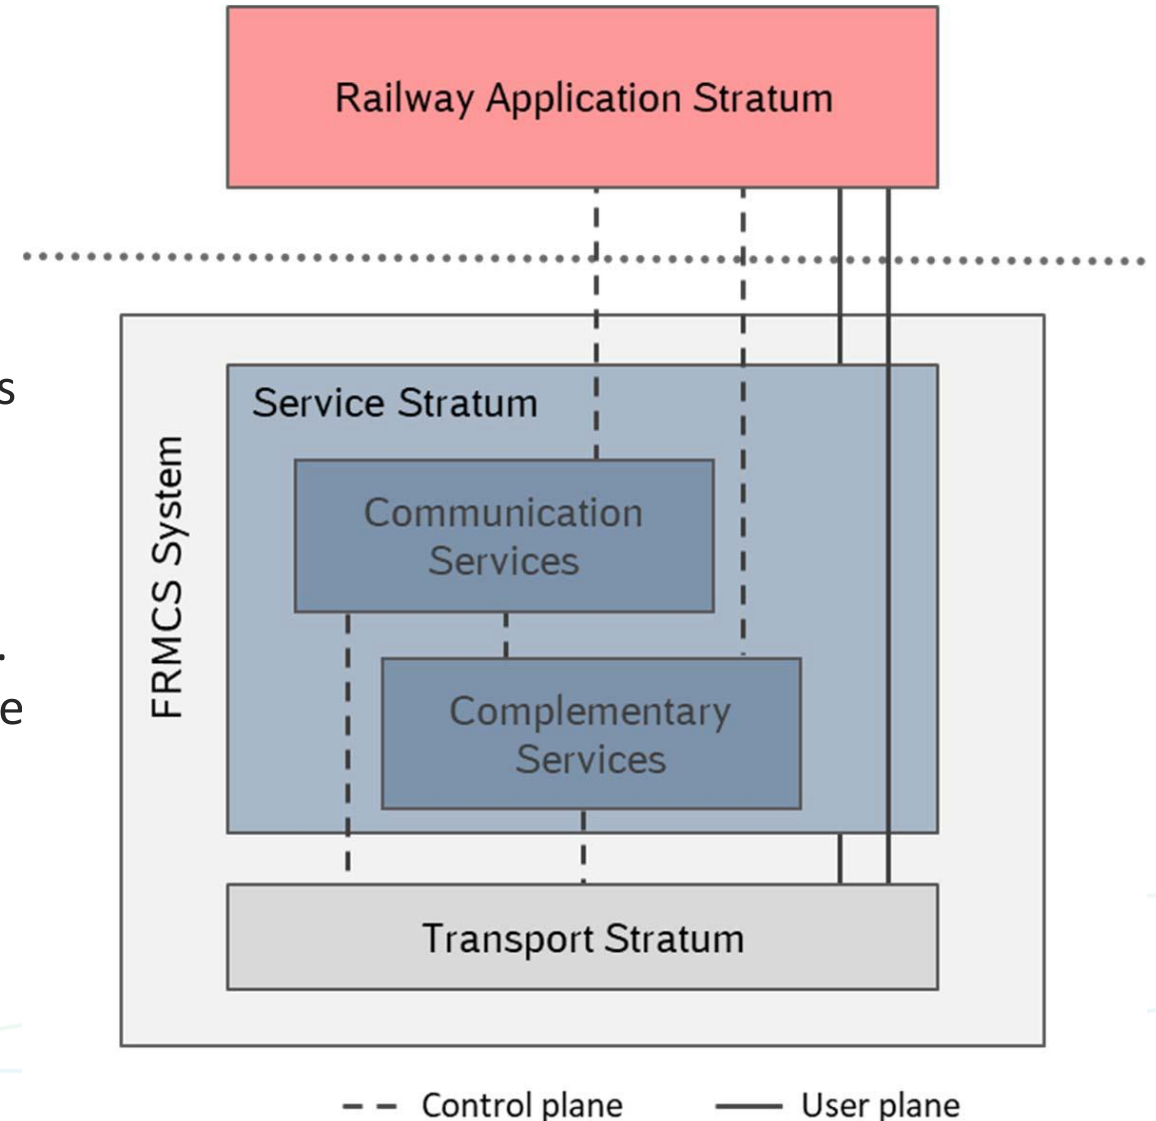 Railway Application Stratum
s
Service Stratum
FRMCS System
Communication
Services
.
e
Complementary
Services
Transport Stratum
Control plane
User plane